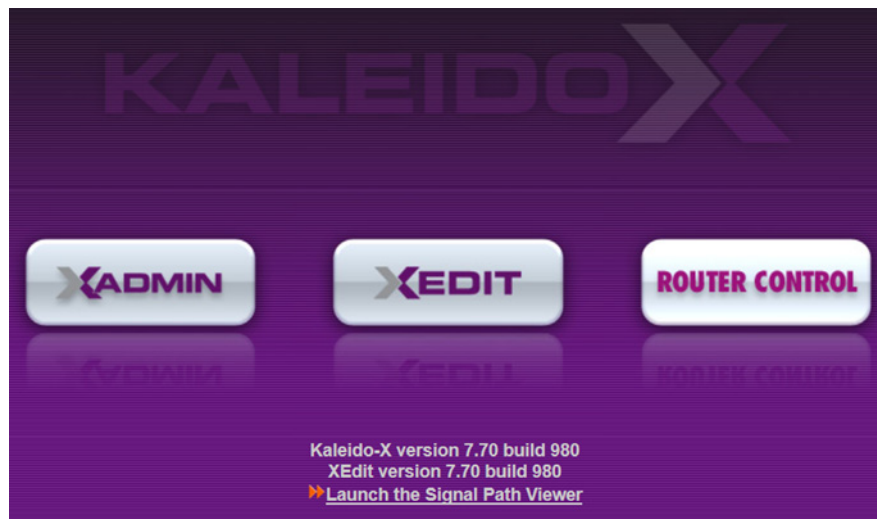 KALEIDOX
XADMIN
XEDIT
ROUTER CONTROL
Kaleido-X version 7.70 build 980
XEdit version 7.70 build 980
Launch the Signal Path Viewer